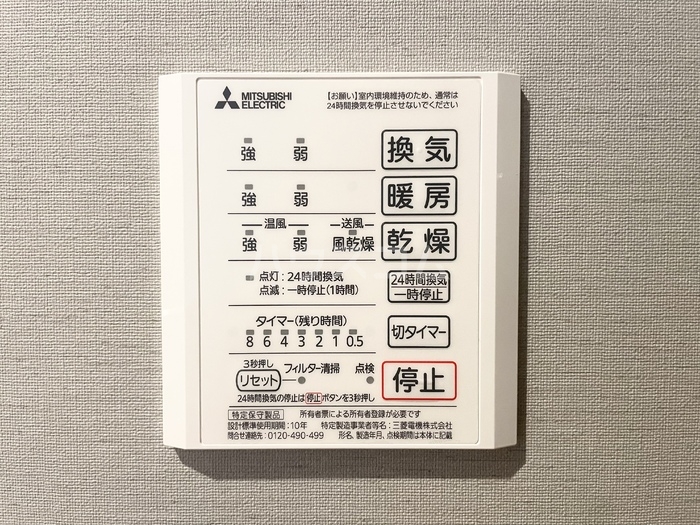 MITSUBISHI
ELECTRIC
【お願い】室内環境維持のため、通常は
24時間換気を停止させないでください
強 弱 換気
強 弱 暖房
温風 送風
強 弱 風乾燥 乾燥
点灯：24時間換気
点滅：一時停止(1時間)
24時間換気
一時停止
タイマー(残り時間)
8 6 4 3 2 1 0.5
切タイマー
3秒押し
リセット フィルター清掃 点検
停止
24時間換気の停止は停止ボタンを3秒押し
特定保守製品 所有者票による所有者登録が必要です
設計標準使用期間：10年 特定製造事業者等名：三菱電機株式会社
問合せ連絡先：0120-490-499 形名、製造年月、点検期間は本体に記載